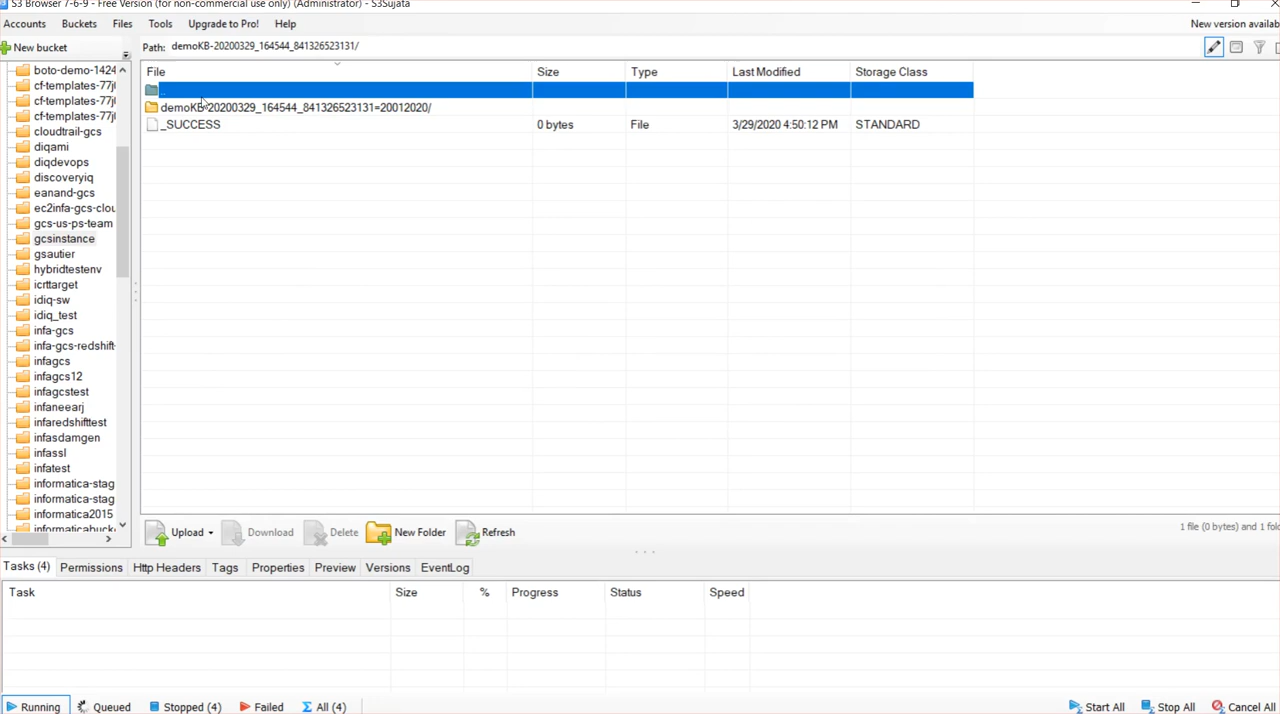 S3 Browser 7-6-9 - Free Version (for non-commercial use only) (Administrator) - S3Sujata
Accounts Buckets Files Tools Upgrade to Pro! Help New version availab
New bucket
Path: demoKB-20200329_164544_841326523131/
File Size Type Last Modified Storage Class
demoKB-20200329_164544_841326523131=20012020/
_SUCCESS 0 bytes File 3/29/2020 4:50:12 PM STANDARD
boto-demo-1424
cf-templates-77j
cf-templates-77j
cf-templates-77j
cloudtrail-gcs
diqami
diqdevops
discoveryiq
eanand-gcs
ec2infa-gcs-clou
gcs-us-ps-team
gcsinstance
gsautier
hybridtestenv
icrttarget
idiq-sw
idiq_test
infa-gcs
infa-gcs-redshift-
infagcs
infagcs12
infagcstest
infaneearj
infaredshifttest
infasdamgen
infassl
infatest
informatica-stag
informatica-stag
informatica2015
informaticabuck
Upload Download Delete New Folder Refresh
1 file (0 bytes) and 1 fol
Tasks (4) Permissions Http Headers Tags Properties Preview Versions EventLog
Task Size % Progress Status Speed
Running Queued Stopped (4) Failed All (4) Start All Stop All Cancel All